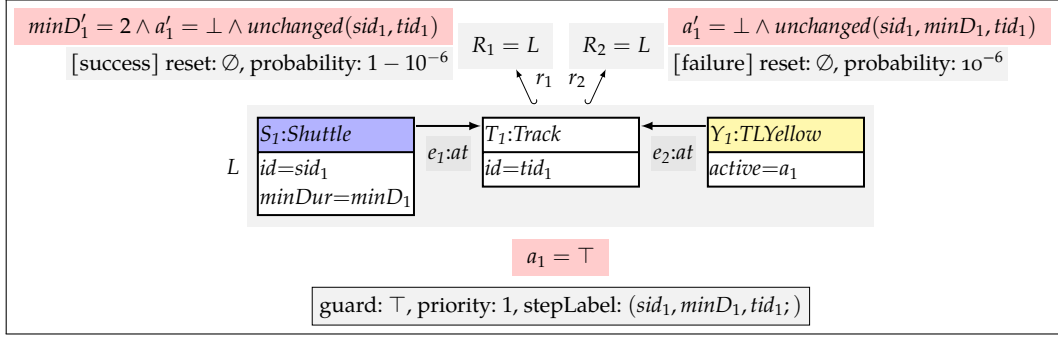 minD′₁ = 2 ∧ a′₁ = ⊥ ∧ unchanged(sid₁, tid₁)
[success] reset: ∅, probability: 1 − 10⁻⁶
R₁ = L
R₂ = L
a′₁ = ⊥ ∧ unchanged(sid₁, minD₁, tid₁)
[failure] reset: ∅, probability: 10⁻⁶
r₁
r₂
L
S₁:Shuttle
id=sid₁
minDur=minD₁
e₁:at
T₁:Track
id=tid₁
e₂:at
Y₁:TLYellow
active=a₁
a₁ = ⊤
guard: ⊤, priority: 1, stepLabel: (sid₁, minD₁, tid₁; )